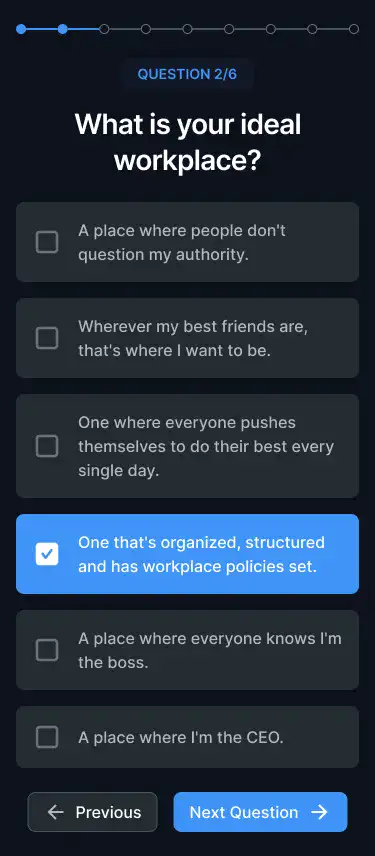 QUESTION 2/6
What is your ideal
workplace?
A place where people don't
question my authority.
Wherever my best friends are,
that's where I want to be.
One where everyone pushes
themselves to do their best every
single day.
One that's organized, structured
and has workplace policies set.
A place where everyone knows I'm
the boss.
A place where I'm the CEO.
Previous
Next Question